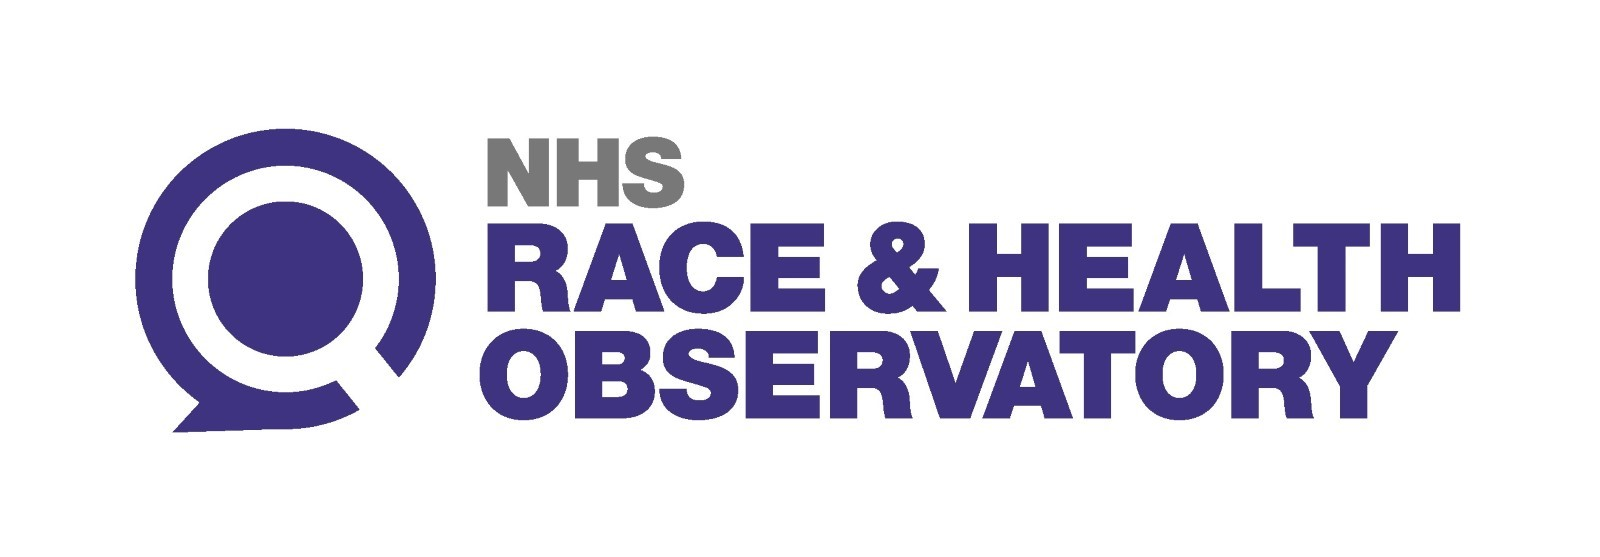 NHS
RACE & HEALTH
OBSERVATORY